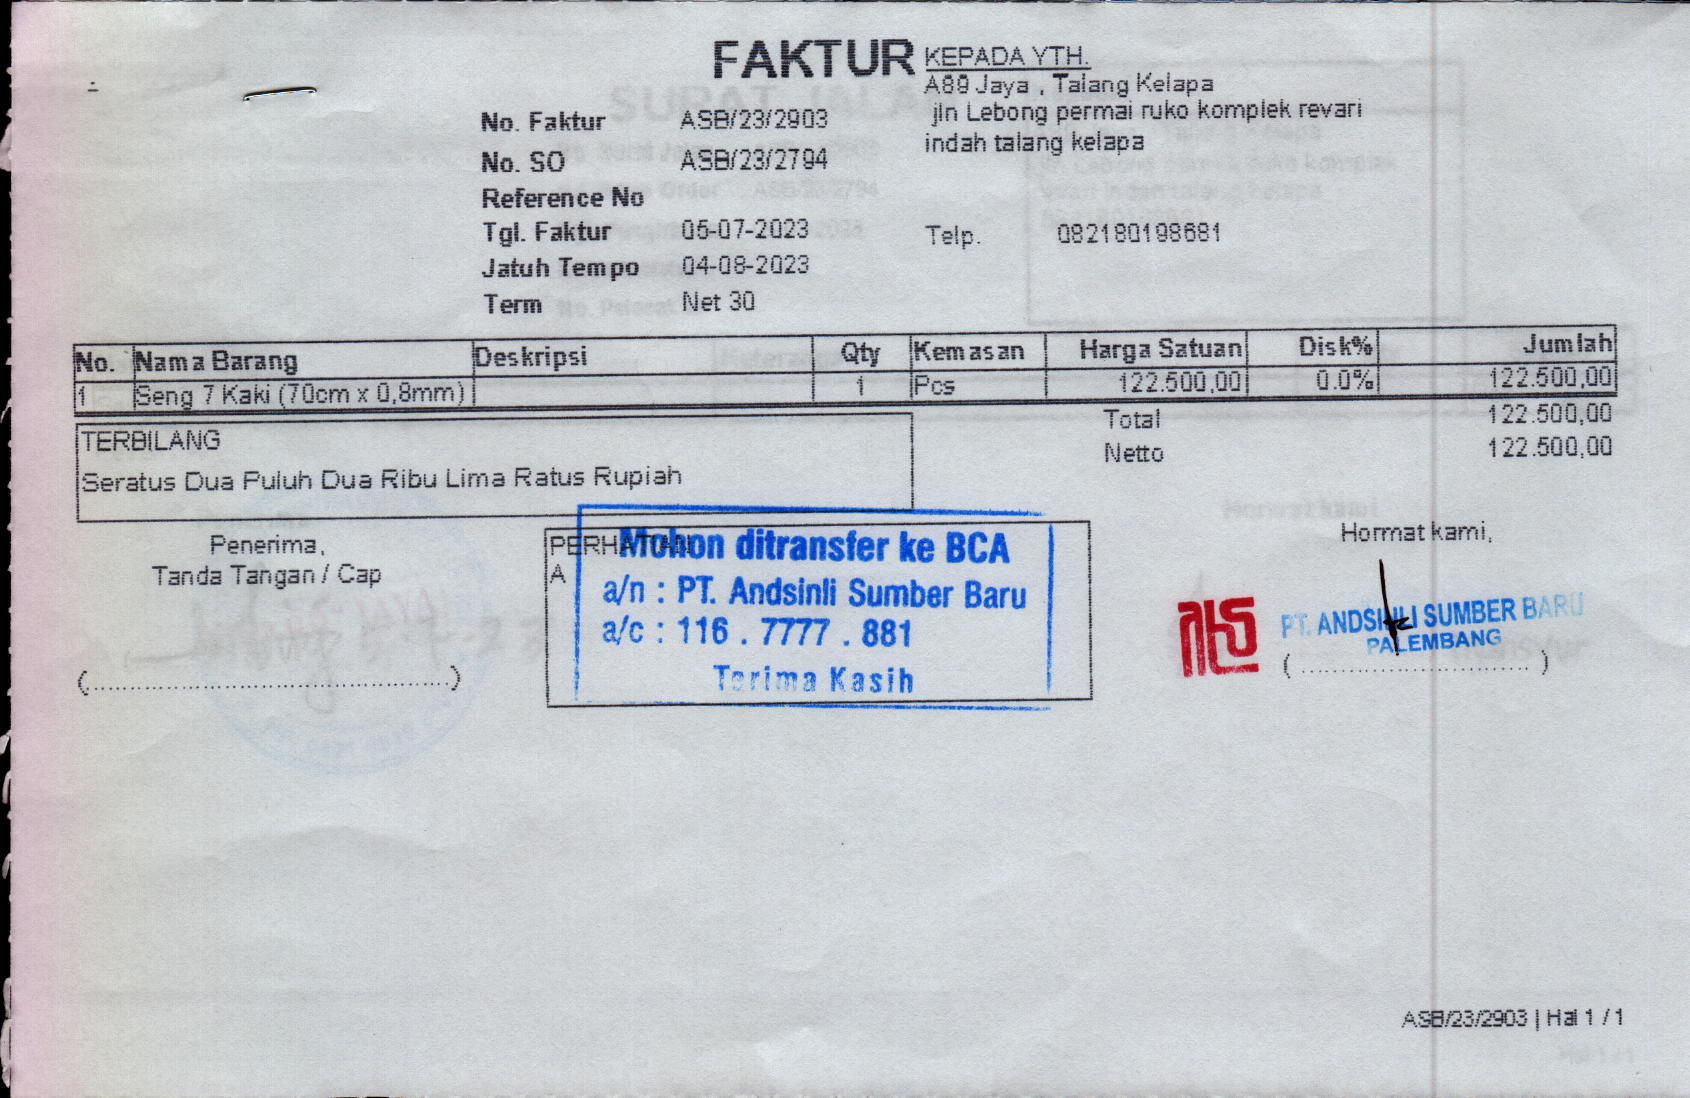 FAKTUR
KEPADA YTH.
A89 Jaya , Talang Kelapa
jln Lebong permai ruko komplek revari
indah talang kelapa
No. Faktur ASB/23/2903
No. SO ASB/23/2794
Reference No
Tgl. Faktur 05-07-2023
Telp. 082180198681
Jatuh Tempo 04-08-2023
Term Net 30
No. Nama Barang Deskripsi Qty Kemasan Harga Satuan Disk% Jumlah
1 Seng 7 Kaki (70cm x 0,8mm) 1 Pcs 122.500,00 0.0% 122.500,00
Total 122.500,00
Netto 122.500,00
TERBILANG
Seratus Dua Puluh Dua Ribu Lima Ratus Rupiah
Penerima,
Tanda Tangan / Cap
(..........................................................)
PERHATIAN
A
Mohon ditransfer ke BCA
a/n : PT. Andsinli Sumber Baru
a/c : 116 . 7777 . 881
Terima Kasih
Hormat kami,
PT. ANDSINLI SUMBER BARU
PALEMBANG
(....................................)
ASB/23/2903 | Hal 1 / 1